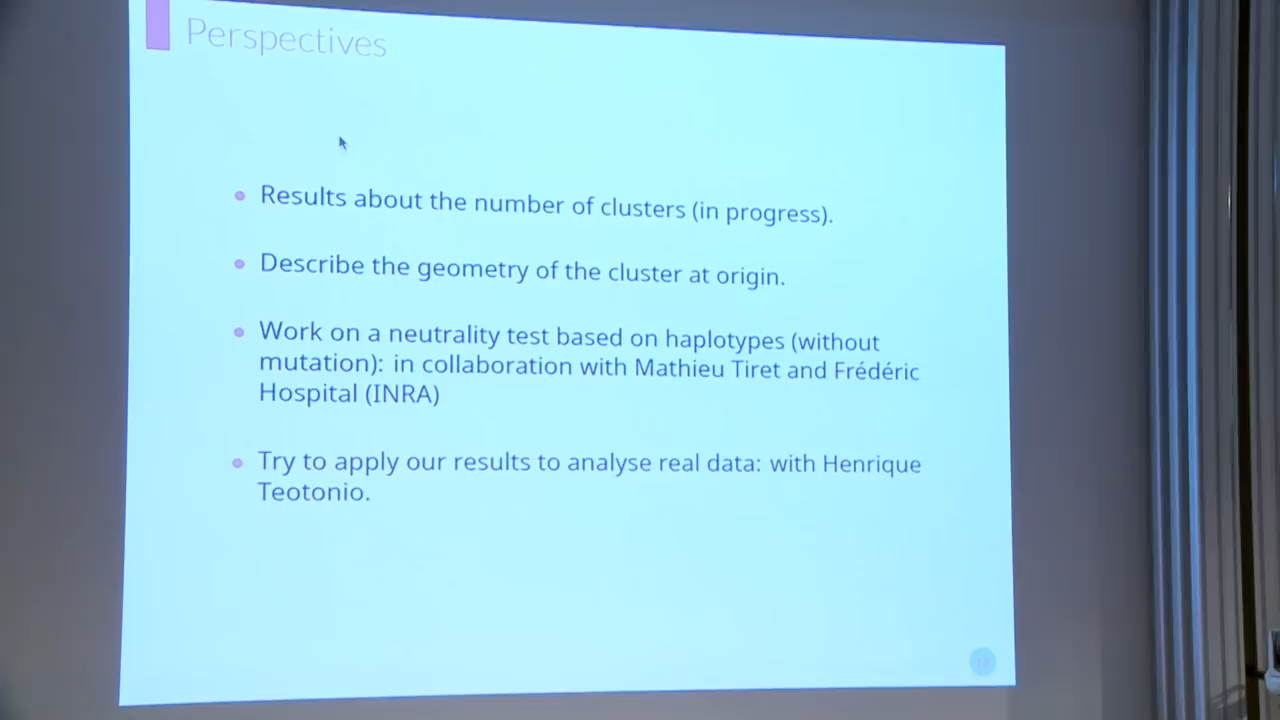 Perspectives
Results about the number of clusters (in progress).
Describe the geometry of the cluster at origin.
Work on a neutrality test based on haplotypes (without
mutation): in collaboration with Mathieu Tiret and Frédéric
Hospital (INRA)
Try to apply our results to analyse real data: with Henrique
Teotonio.